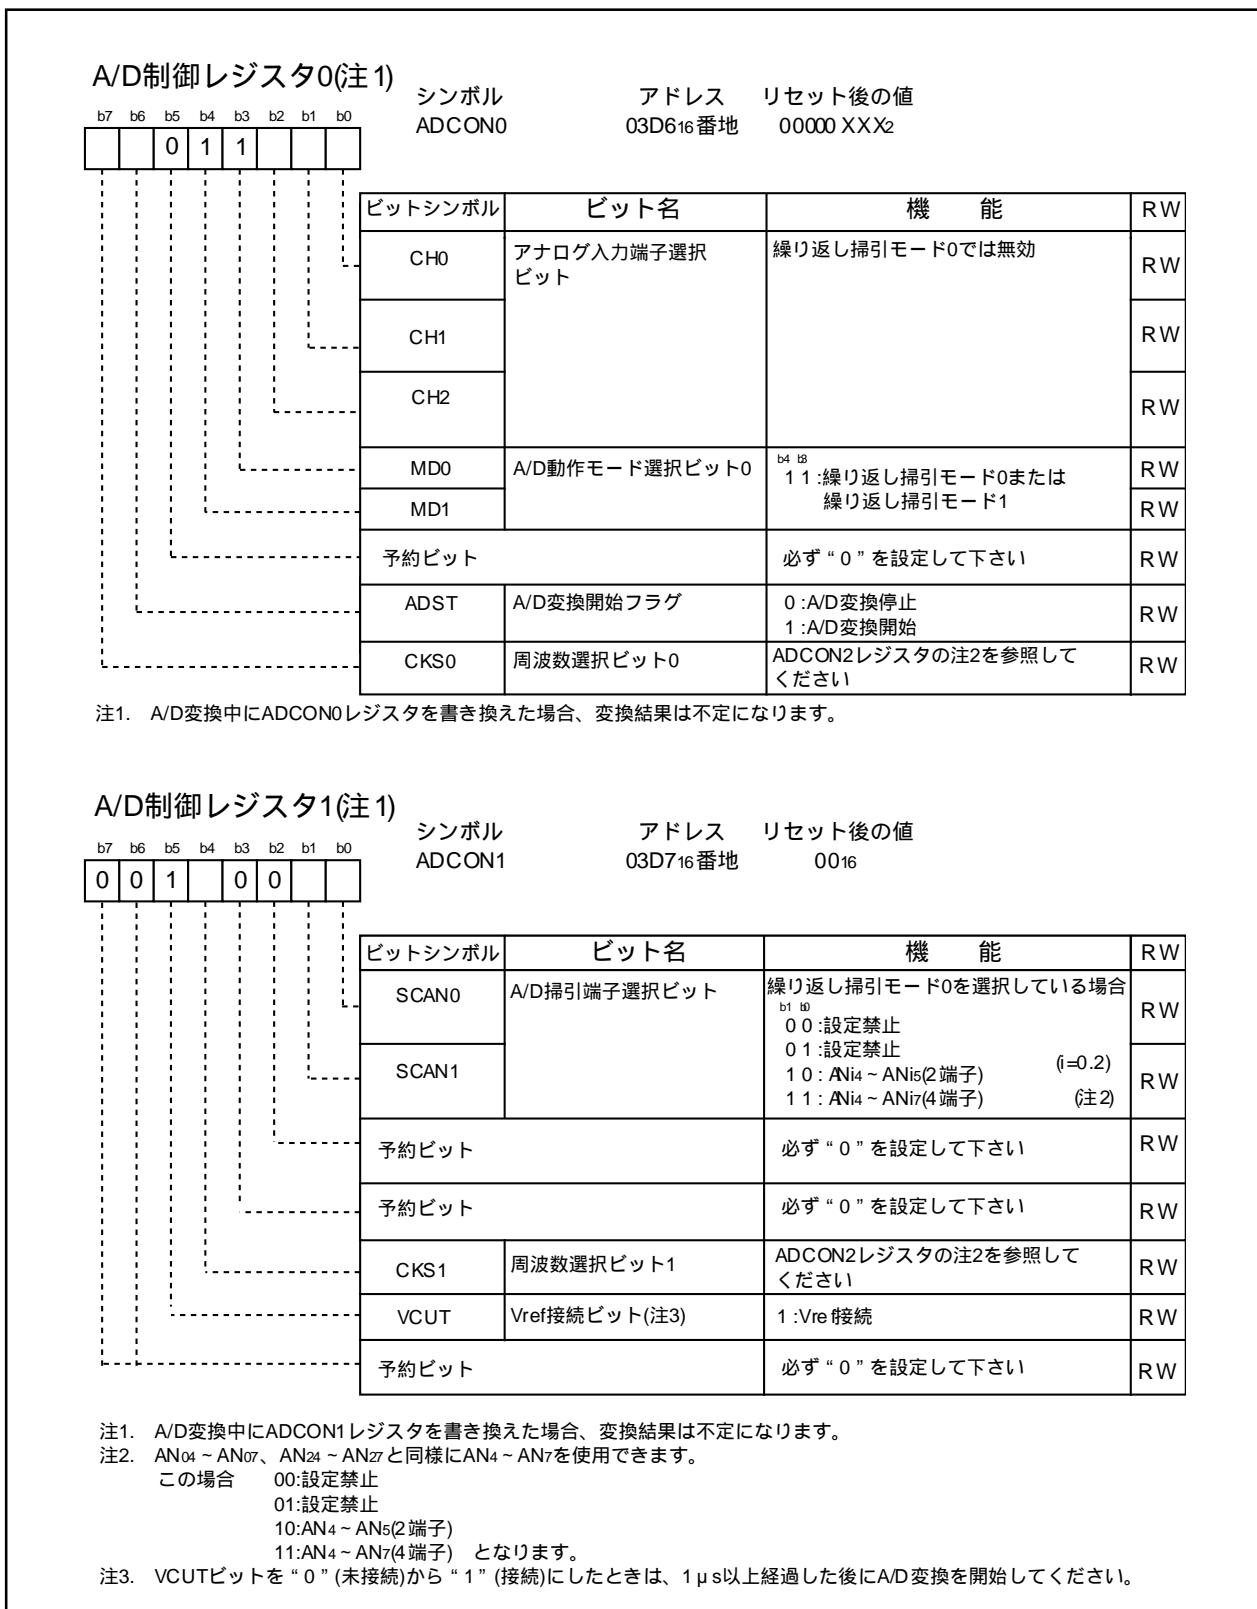 A/D制御レジスタ0(注1)
シンボル アドレス リセット後の値
ADCON0 03D616番地 00000XXX2
b7 b6 b5 b4 b3 b2 b1 b0
0 1 1
ビットシンボル ビット名 機 能 RW
CH0 アナログ入力端子選択 繰り返し掃引モード0では無効 RW
ビット
CH1 RW
CH2 RW
MD0 A/D動作モード選択ビット0 b4 b3 RW
1 1 :繰り返し掃引モード0または
MD1 繰り返し掃引モード1 RW
予約ビット 必ず“0”を設定して下さい RW
ADST A/D変換開始フラグ 0 :A/D変換停止 RW
1 :A/D変換開始
CKS0 周波数選択ビット0 ADCON2レジスタの注2を参照して RW
ください
注1. A/D変換中にADCON0レジスタを書き換えた場合、変換結果は不定になります。
A/D制御レジスタ1(注1)
シンボル アドレス リセット後の値
ADCON1 03D716番地 0016
b7 b6 b5 b4 b3 b2 b1 b0
0 0 1 0 0
ビットシンボル ビット名 機 能 RW
SCAN0 A/D掃引端子選択ビット 繰り返し掃引モード0を選択している場合 RW
b1 b0
0 0 :設定禁止
0 1 :設定禁止
SCAN1 1 0 : ANi4 ~ ANi5(2端子) (i=0.2) RW
1 1 : ANi4 ~ ANi7(4端子) (注2)
予約ビット 必ず“0”を設定して下さい RW
予約ビット 必ず“0”を設定して下さい RW
CKS1 周波数選択ビット1 ADCON2レジスタの注2を参照して RW
ください
VCUT Vref接続ビット(注3) 1 :Vref接続 RW
予約ビット 必ず“0”を設定して下さい RW
注1. A/D変換中にADCON1レジスタを書き換えた場合、変換結果は不定になります。
注2. AN04 ~ AN07、AN24 ~ AN27と同様にAN4 ~ AN7を使用できます。
この場合 00:設定禁止
01:設定禁止
10:AN4 ~ AN5(2端子)
11:AN4 ~ AN7(4端子) となります。
注3. VCUTビットを“0”(未接続)から“1”(接続)にしたときは、1μs以上経過した後にA/D変換を開始してください。